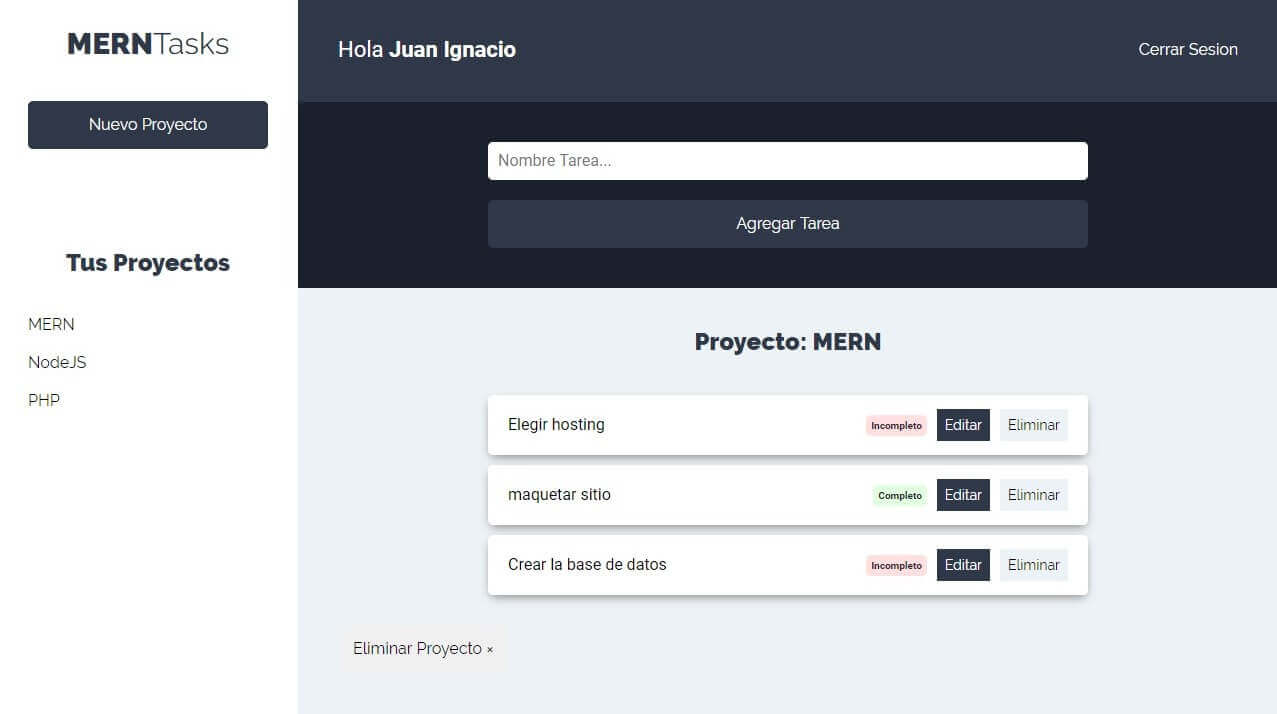 MERNTasks
Nuevo Proyecto
Tus Proyectos
MERN
NodeJS
PHP
Hola Juan Ignacio
Cerrar Sesion
Nombre Tarea...
Agregar Tarea
Proyecto: MERN
Elegir hosting Incompleto Editar Eliminar
maquetar sitio Completo Editar Eliminar
Crear la base de datos Incompleto Editar Eliminar
Eliminar Proyecto ×